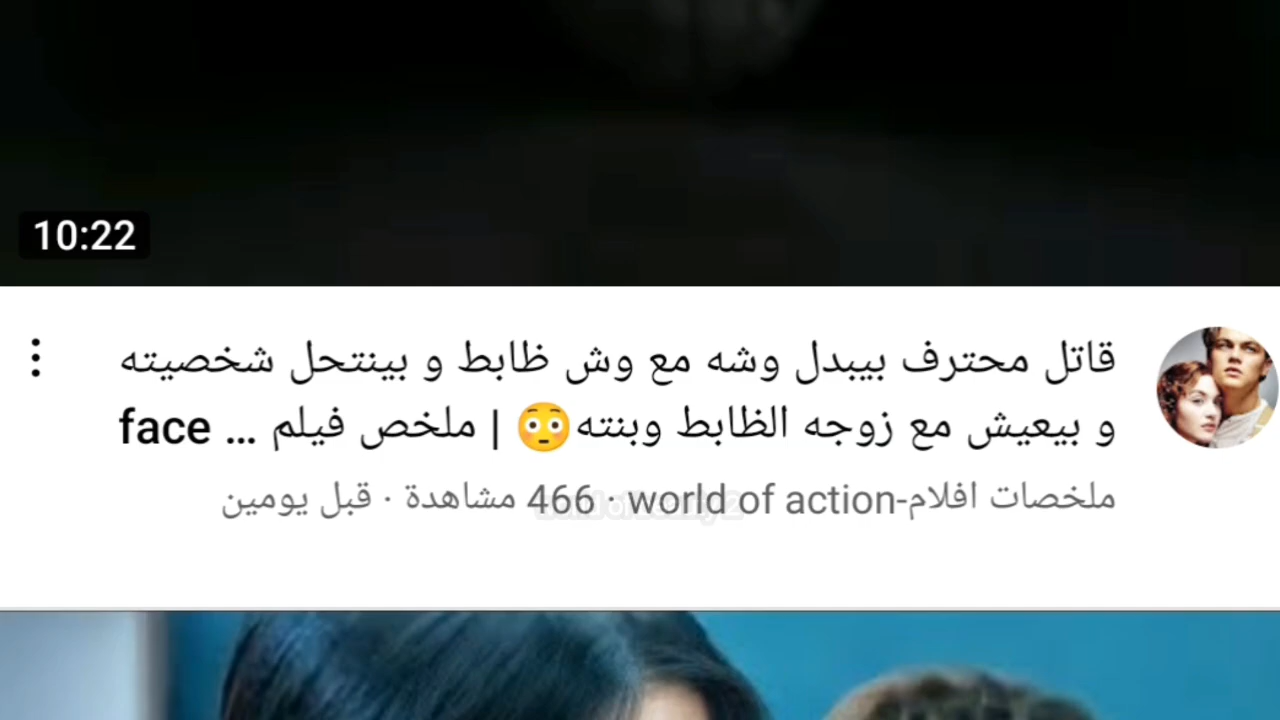 10:22
قاتل محترف بيبدل وشه مع وش ظابط و بينتحل شخصيته
و بيعيش مع زوجه الظابط وبنته😳 | ملخص فيلم face ...
ملخصات افلام-world of action · 466 مشاهدة · قبل يومين